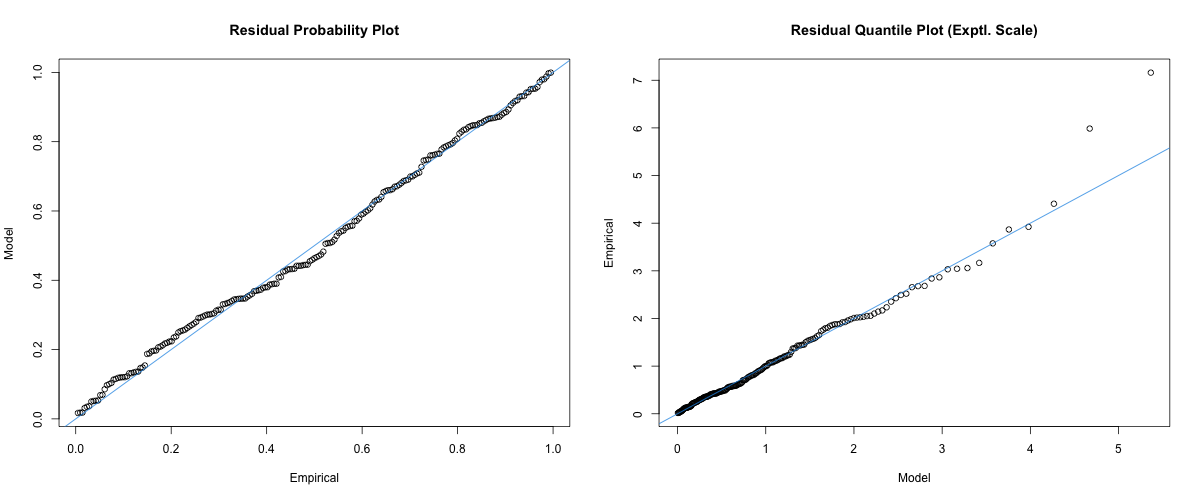 Residual Probability Plot
Model
0.0 0.2 0.4 0.6 0.8 1.0
0.0 0.2 0.4 0.6 0.8 1.0
Empirical
Residual Quantile Plot (Exptl. Scale)
Empirical
0 1 2 3 4 5 6 7
0 1 2 3 4 5
Model